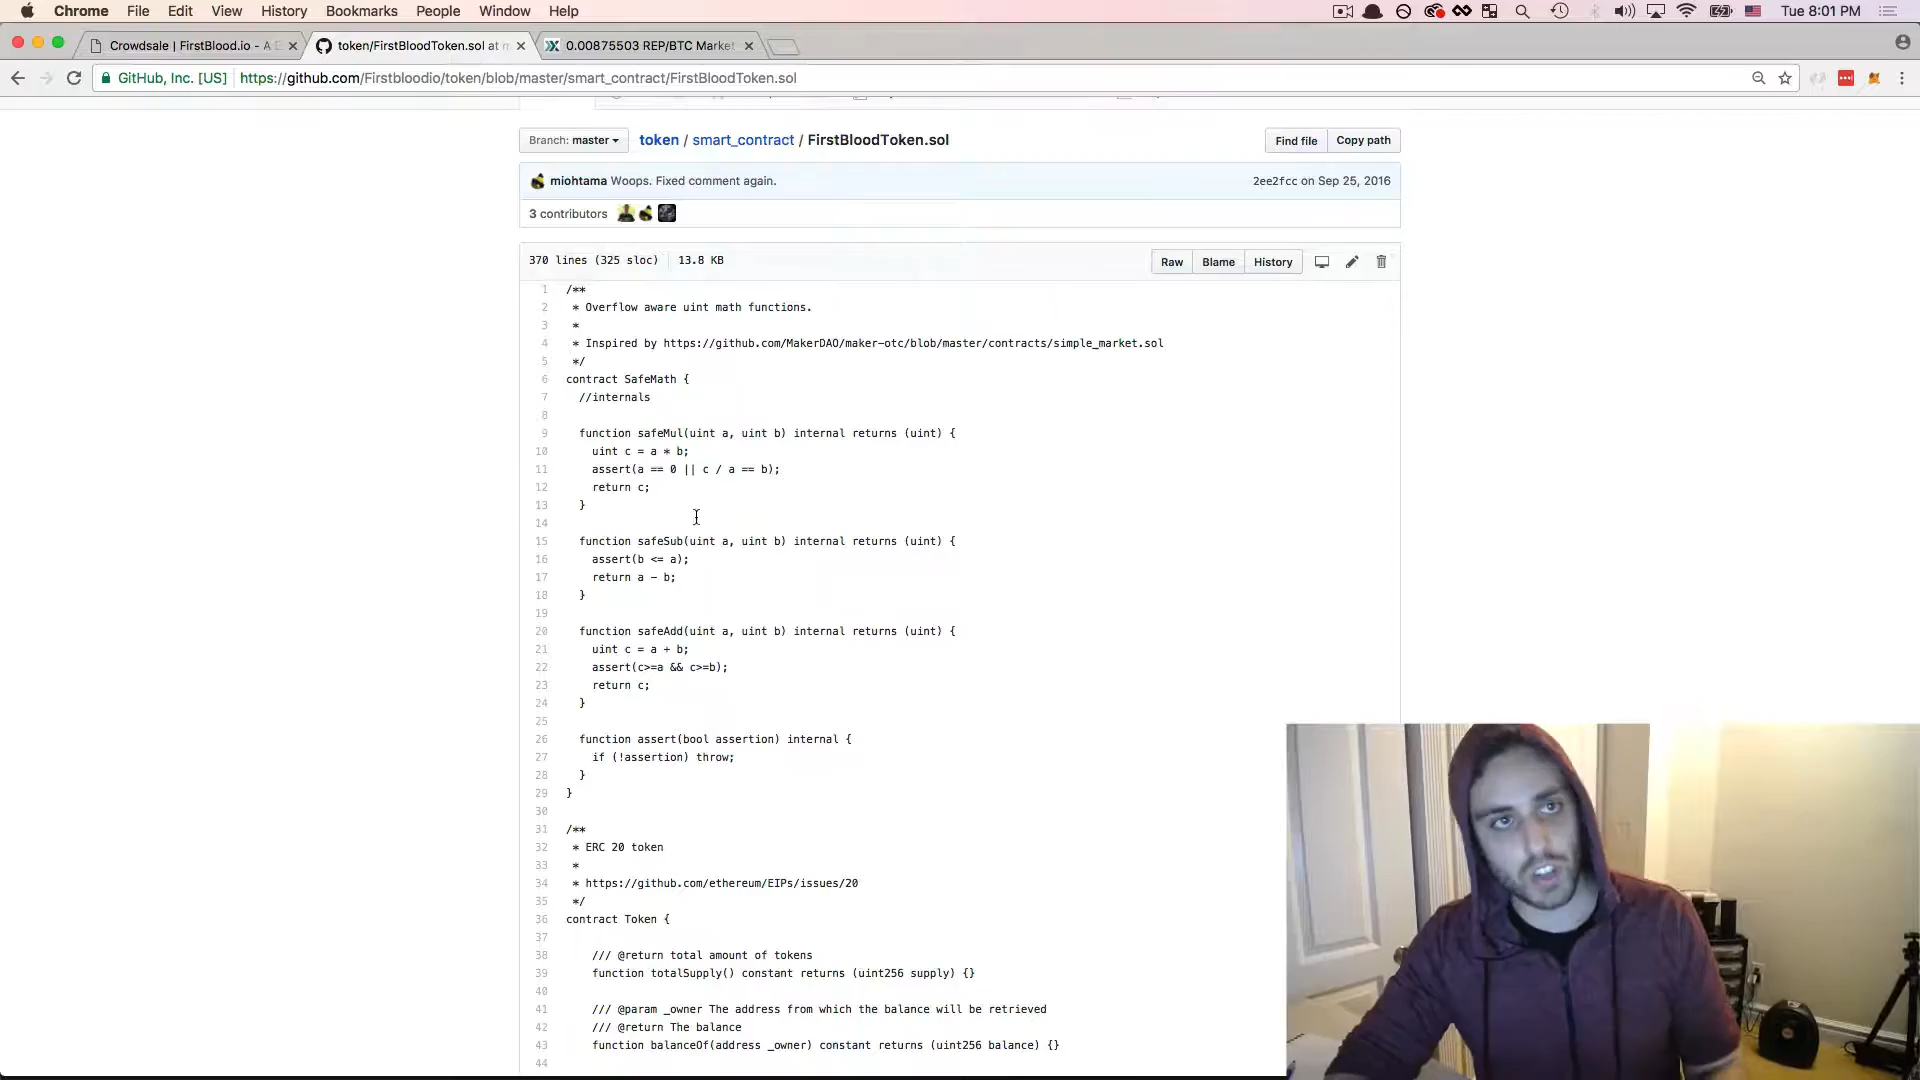 Chrome File Edit View History Bookmarks People Window Help Tue 8:01 PM
Crowdsale | FirstBlood.io - A
token/FirstBloodToken.sol at
0.00875503 REP/BTC Market
GitHub, Inc. [US] https://github.com/Firstbloodio/token/blob/master/smart_contract/FirstBloodToken.sol
Branch: master token / smart_contract / FirstBloodToken.sol Find file Copy path
miohtama Woops. Fixed comment again. 2ee2fcc on Sep 25, 2016
3 contributors
370 lines (325 sloc) 13.8 KB Raw Blame History
1 /**
2 * Overflow aware uint math functions.
3 *
4 * Inspired by https://github.com/MakerDAO/maker-otc/blob/master/contracts/simple_market.sol
5 */
6 contract SafeMath {
7 //internals
8
9 function safeMul(uint a, uint b) internal returns (uint) {
10 uint c = a * b;
11 assert(a == 0 || c / a == b);
12 return c;
13 }
14
15 function safeSub(uint a, uint b) internal returns (uint) {
16 assert(b <= a);
17 return a - b;
18 }
19
20 function safeAdd(uint a, uint b) internal returns (uint) {
21 uint c = a + b;
22 assert(c>=a && c>=b);
23 return c;
24 }
25
26 function assert(bool assertion) internal {
27 if (!assertion) throw;
28 }
29 }
30
31 /**
32 * ERC 20 token
33 *
34 * https://github.com/ethereum/EIPs/issues/20
35 */
36 contract Token {
37
38 /// @return total amount of tokens
39 function totalSupply() constant returns (uint256 supply) {}
40
41 /// @param _owner The address from which the balance will be retrieved
42 /// @return The balance
43 function balanceOf(address _owner) constant returns (uint256 balance) {}
44